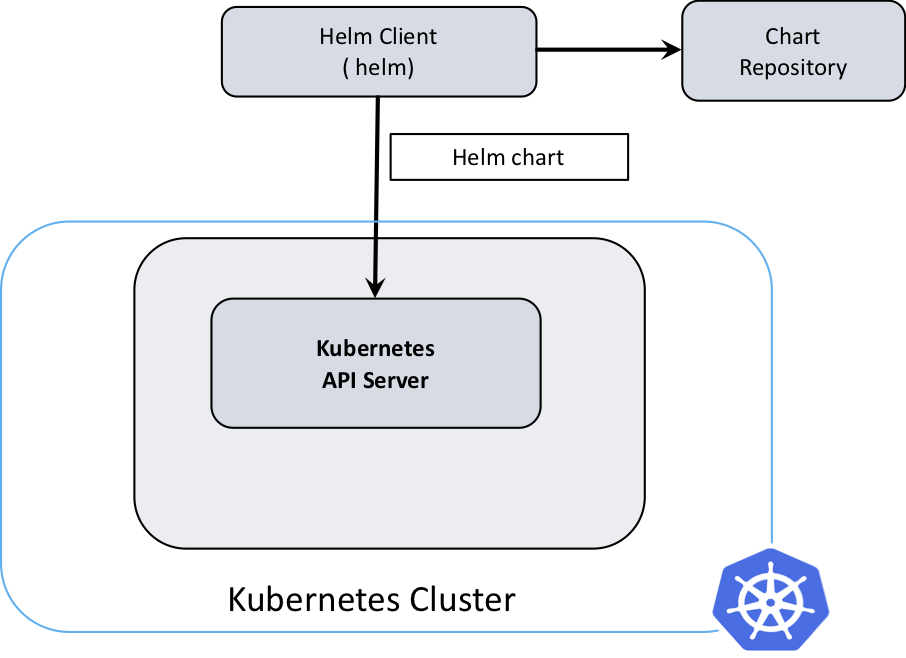 Helm Client
( helm)
Chart
Repository
Helm chart
Kubernetes
API Server
Kubernetes Cluster